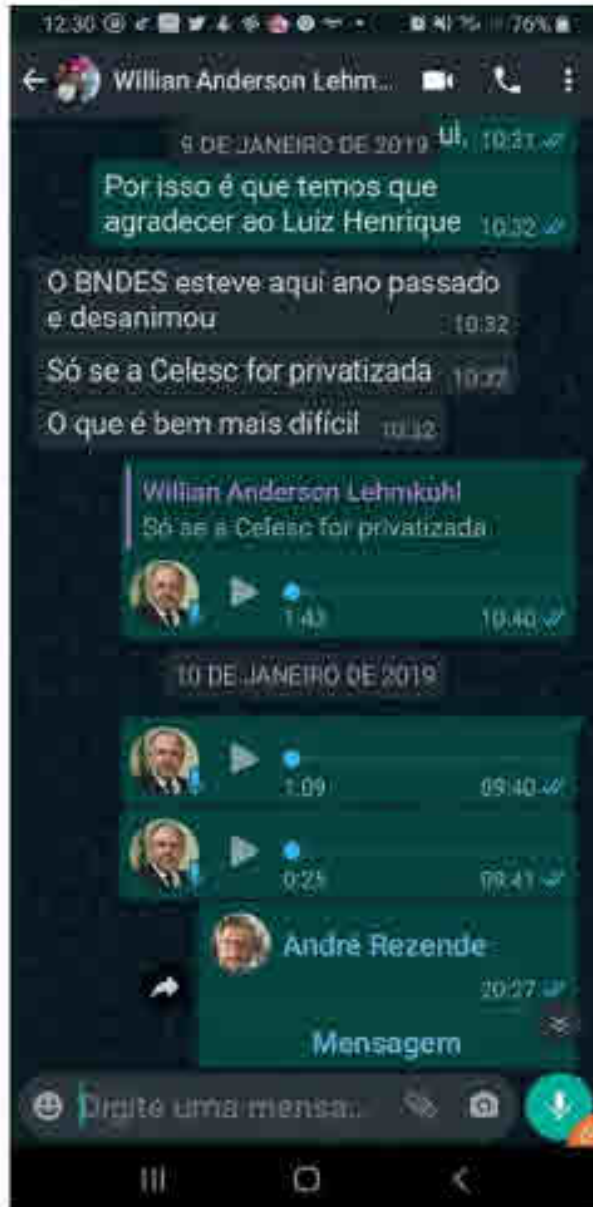 12:30
76%
Willian Anderson Lehm...
9 DE JANEIRO DE 2019
ui. 10:31
Por isso é que temos que
agradecer ao Luiz Henrique 10:32
O BNDES esteve aqui ano passado
e desanimou 10:32
Só se a Celesc for privatizada 10:32
O que é bem mais difícil 10:32
Willian Anderson Lehmkuhl
Só se a Celesc for privatizada
1:43 10:40
10 DE JANEIRO DE 2019
1:09 09:40
0:25 09:41
André Rezende
20:27
Mensagem
Digite uma mensa...